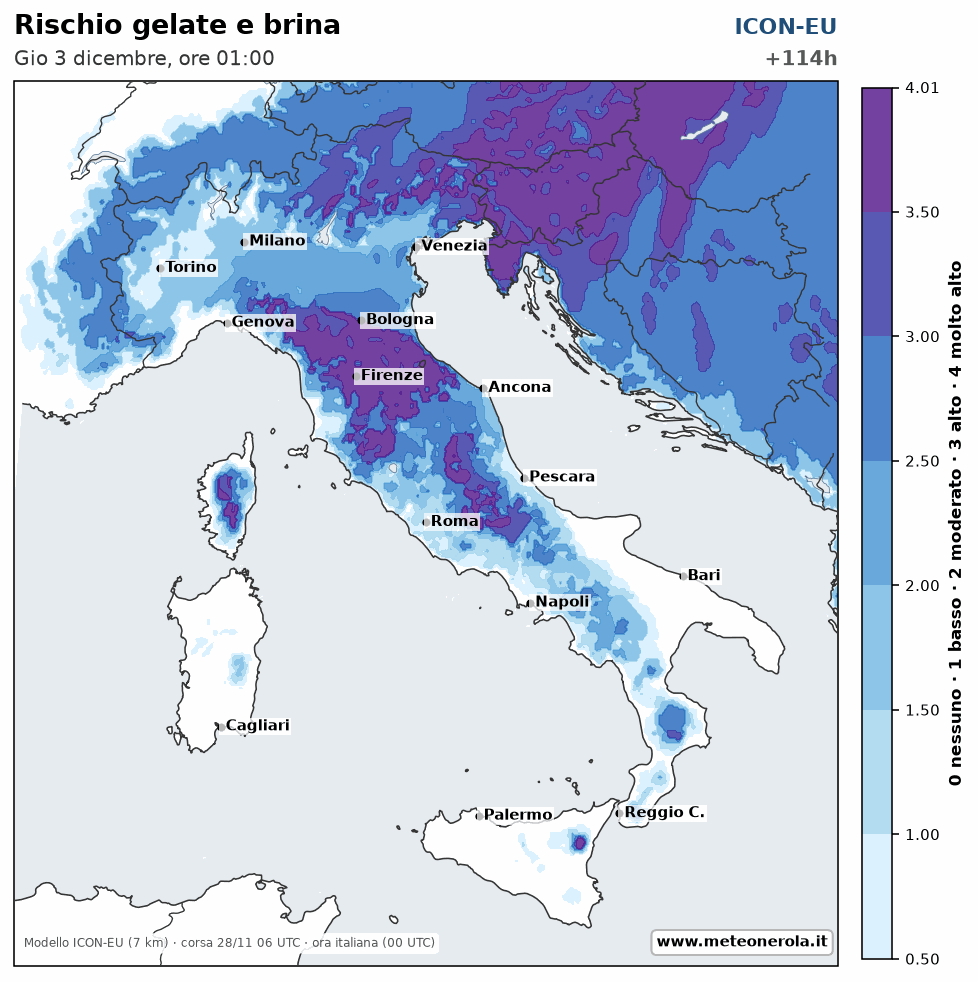 Rischio gelate e brina
ICON-EU
Gio 3 dicembre, ore 01:00
+114h
4.01
3.50
3.00
2.50
2.00
1.50
1.00
0.50
0 nessuno · 1 basso · 2 moderato · 3 alto · 4 molto alto
Milano
Venezia
Torino
Genova
Bologna
Firenze
Ancona
Pescara
Roma
Bari
Napoli
Cagliari
Palermo
Reggio C.
Modello ICON-EU (7 km) · corsa 28/11 06 UTC · ora italiana (00 UTC)
www.meteonerola.it